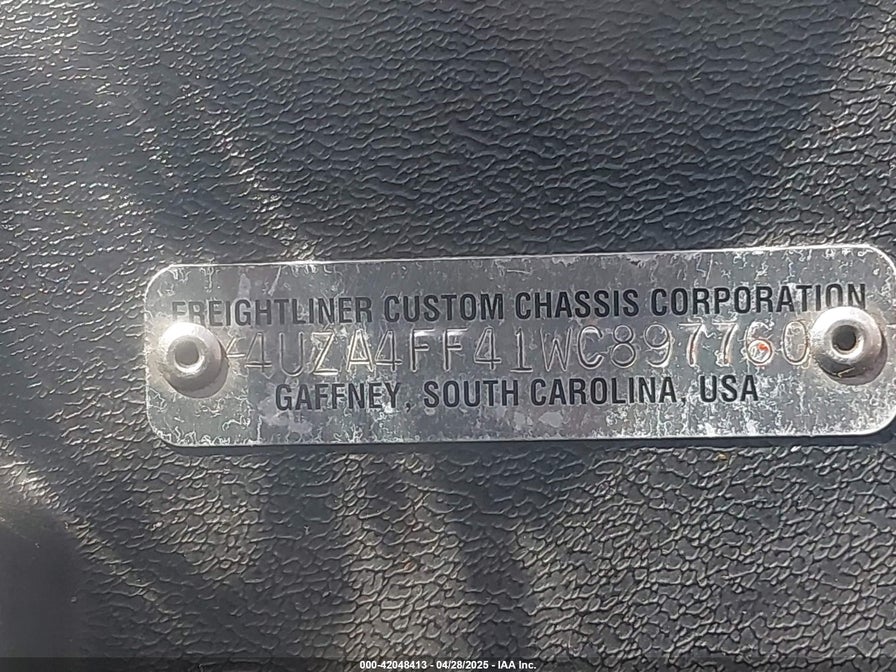 FREIGHTLINER CUSTOM CHASSIS CORPORATION
*4UZA4FF41WC897760
GAFFNEY, SOUTH CAROLINA, USA
000-42048413 - 04/28/2025 - IAA Inc.